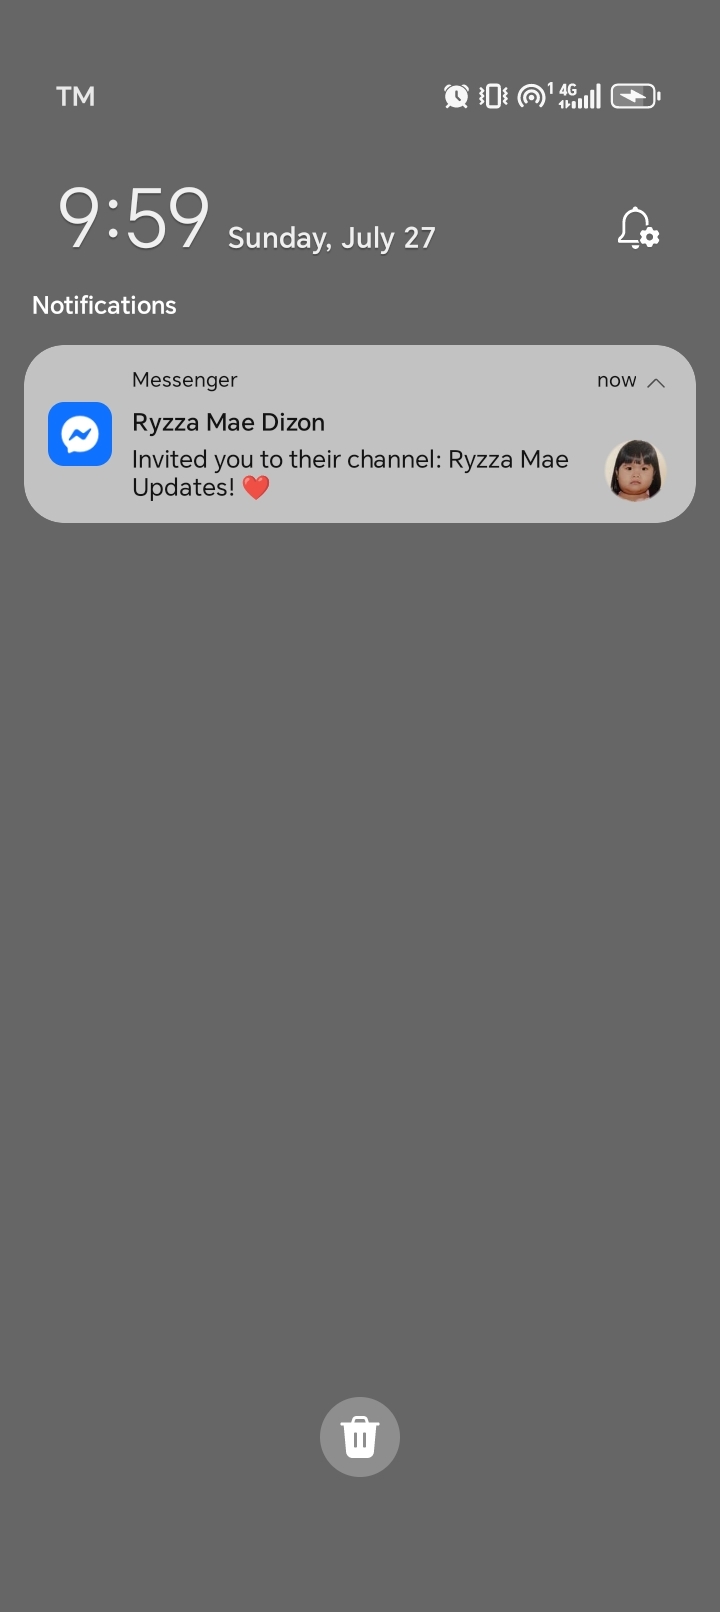 TM
1 4G
9:59 Sunday, July 27
Notifications
Messenger now
Ryzza Mae Dizon
Invited you to their channel: Ryzza Mae
Updates! ❤️